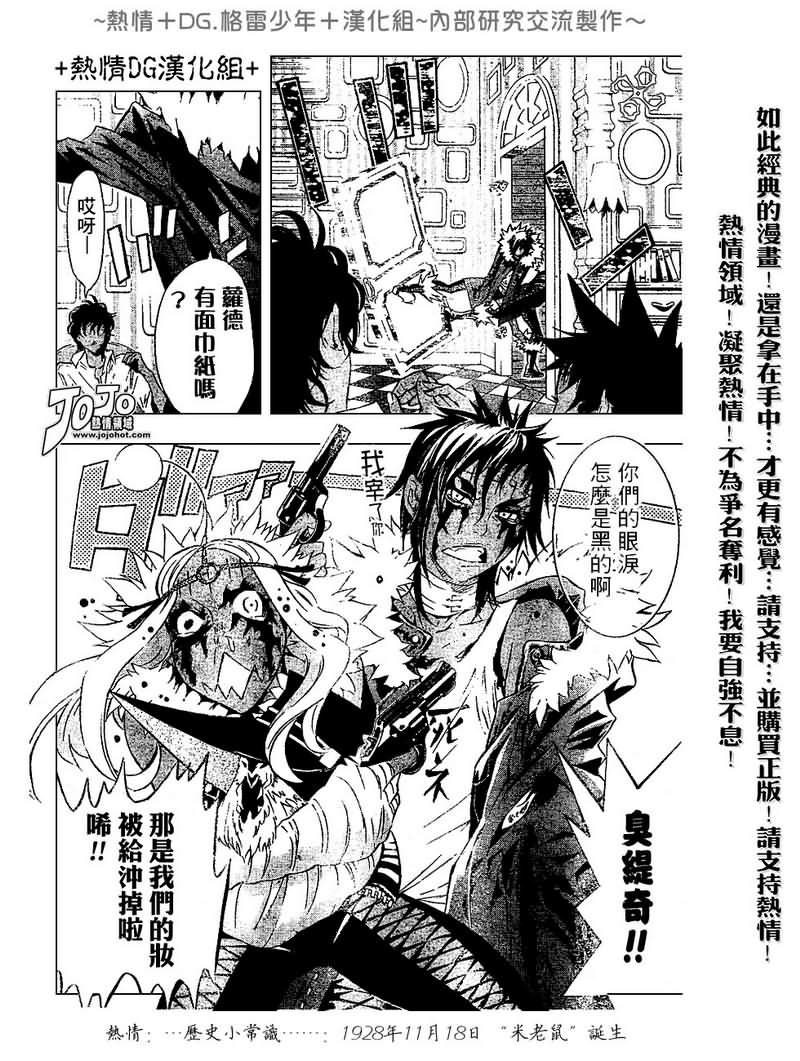 ~熱情＋DG.格雷少年＋漢化組~內部研究交流製作～
+熱情DG漢化組+
哎呀—
蘿德
有面巾紙嗎
？
JOJO
熱情領域
www.jojohot.com
我宰了你
你們的眼淚
怎麼是黑的啊
死ネ
臭緹奇!!
那是我們的妝
被給沖掉啦
唏!!
如此經典的漫畫！還是拿在手中…才更有感覺…請支持…並購買正版！請支持熱情！
熱情領域！凝聚熱情！不為爭名奪利！我要自強不息！
熱情：…歷史小常識……：1928年11月18日 “米老鼠”誕生